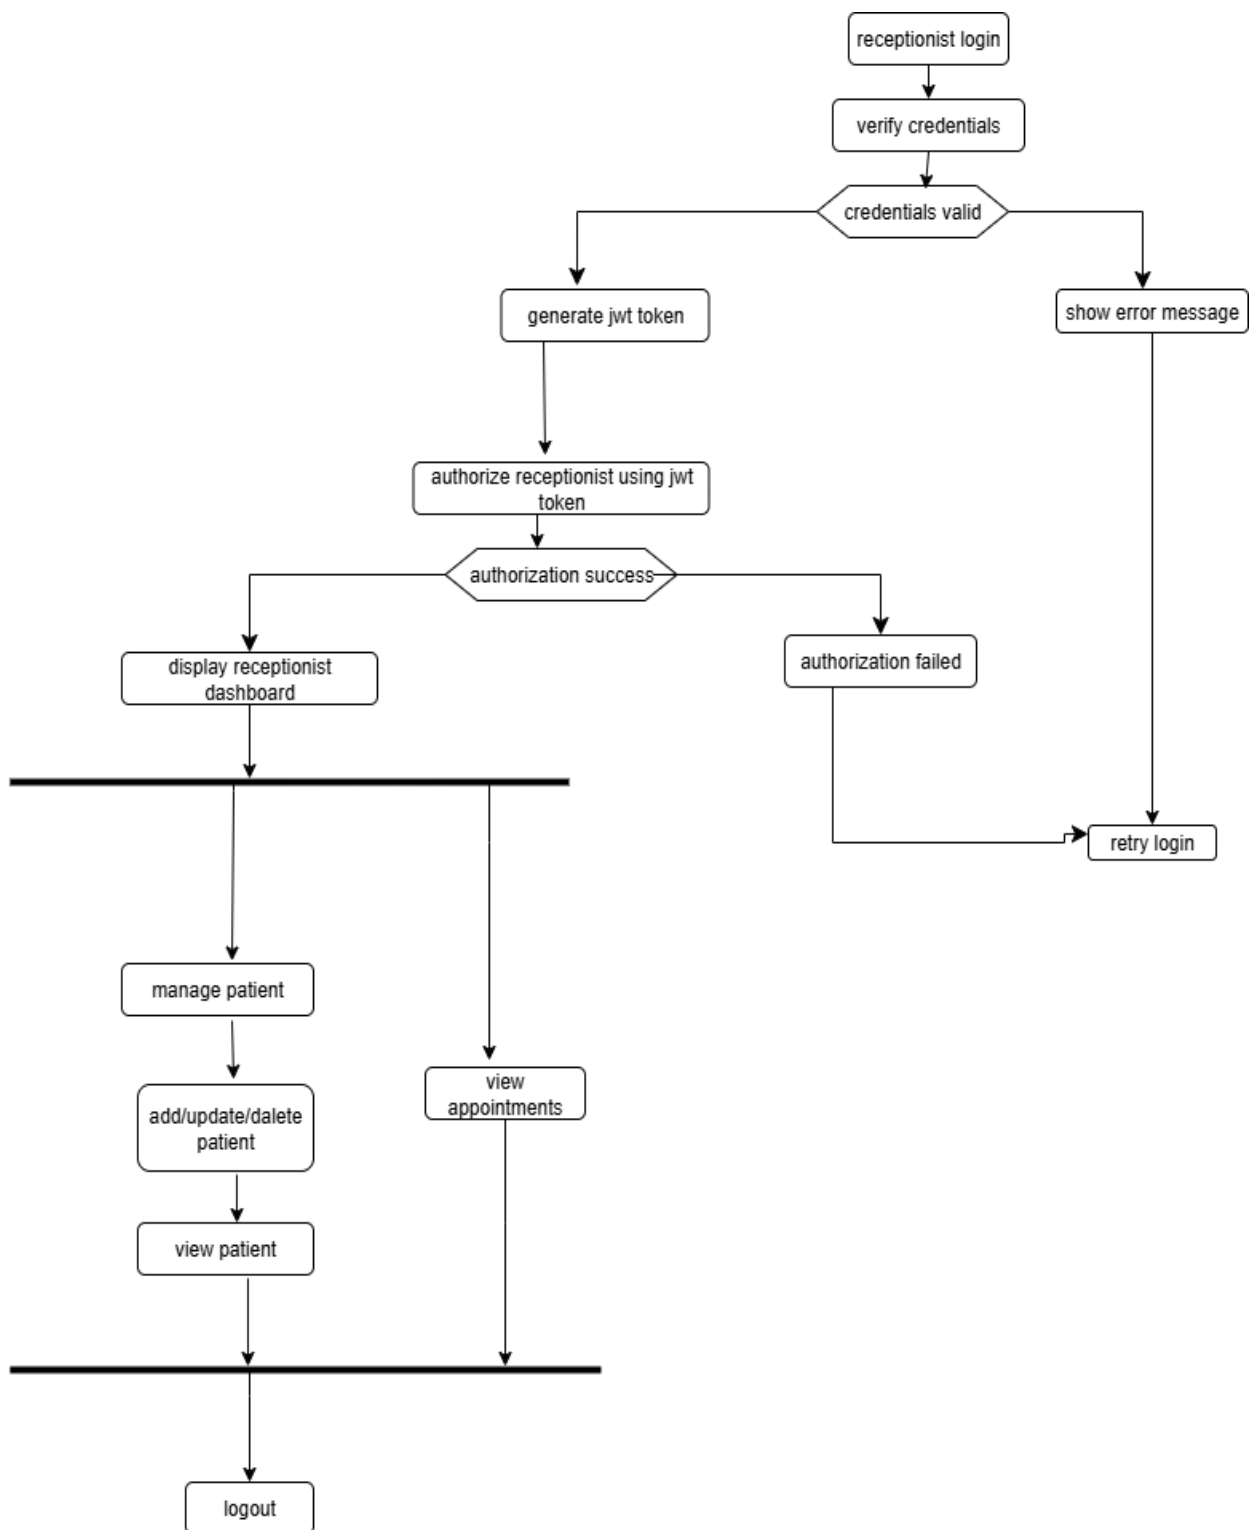 receptionist login
verify credentials
credentials valid
generate jwt token
show error message
authorize receptionist using jwt
token
authorization success
display receptionist
dashboard
authorization failed
retry login
manage patient
view
appointments
add/update/dalete
patient
view patient
logout